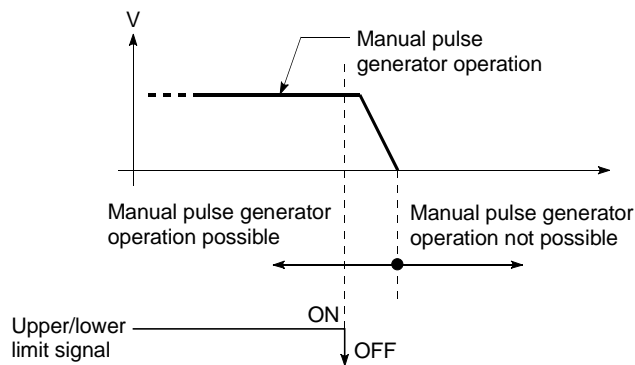 V
Manual pulse
generator operation
Manual pulse generator
operation possible
Manual pulse generator
operation not possible
ON
Upper/lower
limit signal
OFF